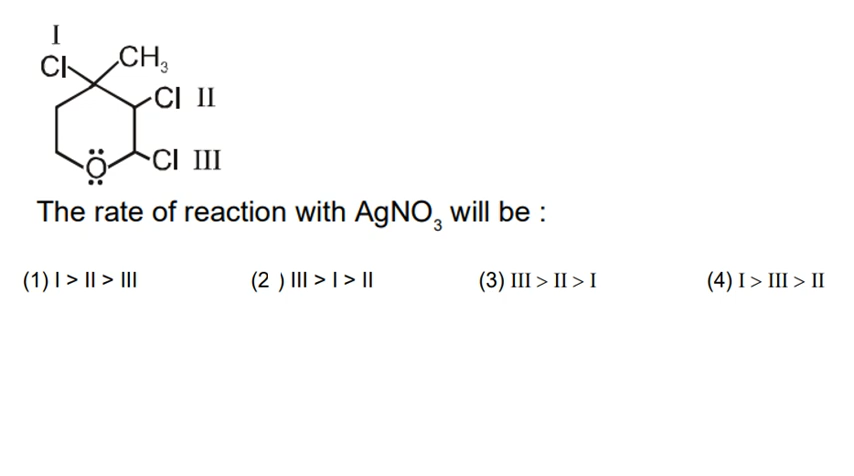 I
Cl CH₃
Cl II
Ö Cl III
The rate of reaction with AgNO₃ will be :
(1) I > II > III (2 ) III > I > II (3) III > II > I (4) I > III > II